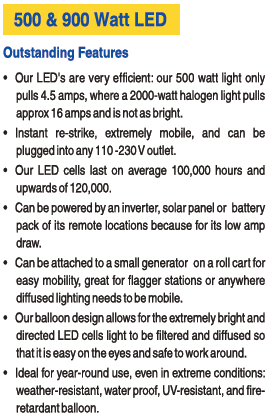 500 & 900 Watt LED
Outstanding Features
• Our LED's are very efficient: our 500 watt light only
pulls 4.5 amps, where a 2000-watt halogen light pulls
approx 16 amps and is not as bright.
• Instant re-strike, extremely mobile, and can be
plugged into any 110 -230 V outlet.
• Our LED cells last on average 100,000 hours and
upwards of 120,000.
• Can be powered by an inverter, solar panel or battery
pack of its remote locations because for its low amp
draw.
• Can be attached to a small generator on a roll cart for
easy mobility, great for flagger stations or anywhere
diffused lighting needs to be mobile.
• Our balloon design allows for the extremely bright and
directed LED cells light to be filtered and diffused so
that it is easy on the eyes and safe to work around.
• Ideal for year-round use, even in extreme conditions:
weather-resistant, water proof, UV-resistant, and fire-
retardant balloon.